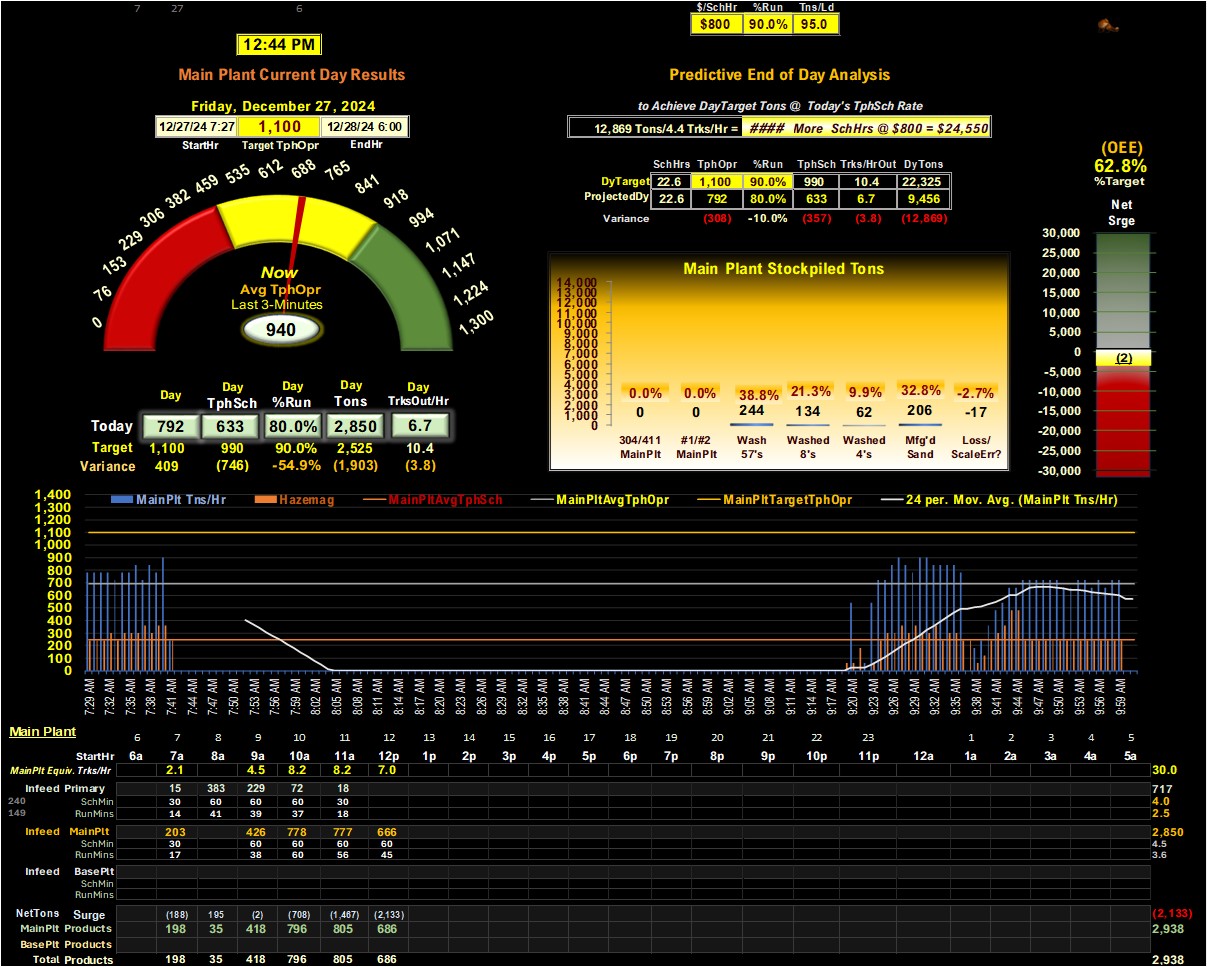 7 27 6
$/SchHr %Run Tns/Ld
$800 90.0% 95.0
12:44 PM
Main Plant Current Day Results
Friday, December 27, 2024
12/27/24 7:27 1,100 12/28/24 6:00
StartHr Target TphOpr EndHr
0 76 153 229 306 382 459 535 612 688 765 841 918 994 1,071 1,147 1,224 1,300
Now
Avg TphOpr
Last 3-Minutes
940
Day Day TphSch Day %Run Day Tons Day TrksOut/Hr
Today 792 633 80.0% 2,850 6.7
Target 1,100 990 90.0% 2,525 10.4
Variance 409 (746) -54.9% (1,903) (3.8)
Predictive End of Day Analysis
to Achieve DayTarget Tons @ Today's TphSch Rate
12,869 Tons/4.4 Trks/Hr = #### More SchHrs @ $800 = $24,550
SchHrs TphOpr %Run TphSch Trks/HrOut DyTons
DyTarget 22.6 1,100 90.0% 990 10.4 22,325
ProjectedDy 22.6 792 80.0% 633 6.7 9,456
Variance (308) -10.0% (357) (3.8) (12,869)
Main Plant Stockpiled Tons
14,000
13,000
12,000
11,000
10,000
9,000
8,000
7,000
6,000
5,000
4,000
3,000
2,000
1,000
0
0.0% 0.0% 38.8% 21.3% 9.9% 32.8% -2.7%
0 0 244 134 62 206 -17
304/411 #1/#2 Wash Washed Washed Mfg'd Loss/
MainPlt MainPlt 57's 8's 4's Sand ScaleErr?
(OEE)
62.8%
%Target
Net
Srge
30,000
25,000
20,000
15,000
10,000
5,000
0
-5,000
-10,000
-15,000
-20,000
-25,000
-30,000
(2)
MainPlt Tns/Hr Hazemag MainPltAvgTphSch MainPltAvgTphOpr MainPltTargetTphOpr 24 per. Mov. Avg. (MainPlt Tns/Hr)
1,400
1,300
1,200
1,100
1,000
900
800
700
600
500
400
300
200
100
0
7:29 AM 7:32 AM 7:35 AM 7:38 AM 7:41 AM 7:47 AM 7:50 AM 7:53 AM 7:56 AM 7:59 AM 8:02 AM 8:05 AM 8:08 AM 8:11 AM 8:14 AM 8:17 AM 8:20 AM 8:23 AM 8:26 AM 8:29 AM 8:32 AM 8:35 AM 8:38 AM 8:41 AM 8:44 AM 8:47 AM 8:50 AM 8:53 AM 8:56 AM 8:59 AM 9:02 AM 9:05 AM 9:08 AM 9:11 AM 9:14 AM 9:17 AM 9:20 AM 9:23 AM 9:26 AM 9:29 AM 9:32 AM 9:35 AM 9:38 AM 9:41 AM 9:44 AM 9:47 AM 9:50 AM 9:53 AM 9:56 AM 9:59 AM
Main Plant
6 7 8 9 10 11 12 13 14 15 16 17 18 19 20 21 22 23 1 2 3 4 5
StartHr 6a 7a 8a 9a 10a 11a 12p 1p 2p 3p 4p 5p 6p 7p 8p 9p 10p 11p 12a 1a 2a 3a 4a 5a
MainPlt Equiv. Trks/Hr 2.1 4.5 8.2 8.2 7.0 30.0
Infeed Primary 15 383 229 72 18 717
240 SchMin 30 60 60 60 30 4.0
149 RunMins 14 41 39 37 18 2.5
Infeed MainPlt 203 426 778 777 666 2,850
SchMin 30 60 60 60 60 4.5
RunMins 17 38 60 56 45 3.6
Infeed BasePlt
SchMin
RunMins
NetTons Surge (188) 195 (2) (708) (1,467) (2,133) (2,133)
MainPlt Products 198 35 418 796 805 686 2,938
BasePlt Products
Total Products 198 35 418 796 805 686 2,938